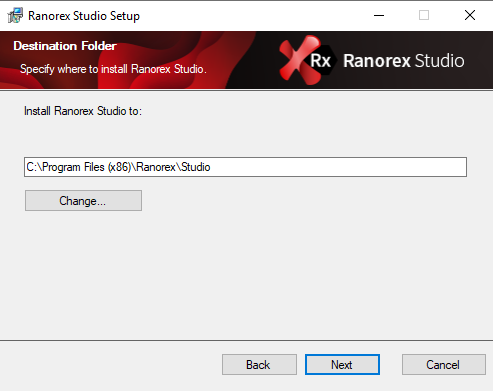 Ranorex Studio Setup
Destination Folder
Specify where to install Ranorex Studio.
Rx Ranorex Studio
Install Ranorex Studio to:
C:\Program Files (x86)\Ranorex\Studio
Change...
Back
Next
Cancel